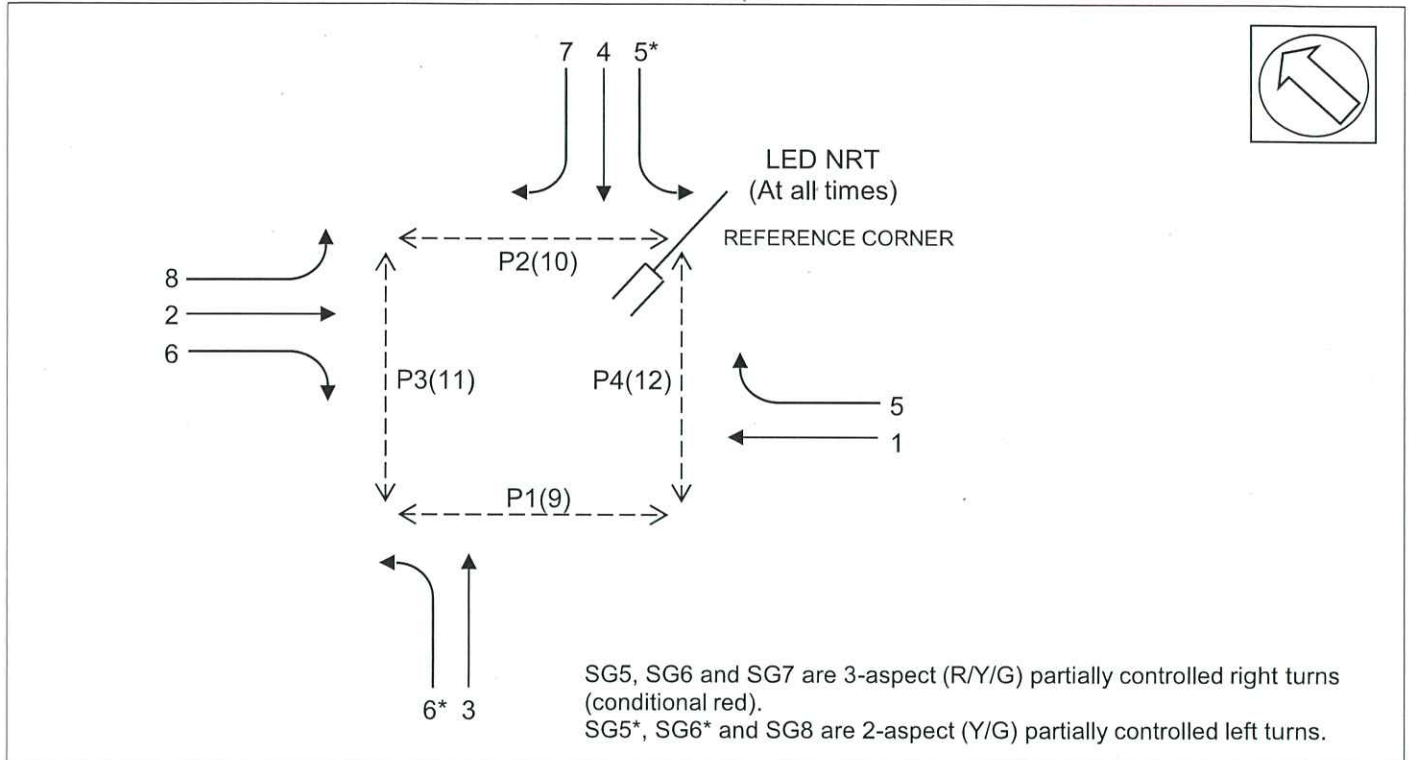 7 4 5*
LED NRT
(At all times)
REFERENCE CORNER
P2(10)
8
2
6
P3(11)
P4(12)
5
1
P1(9)
6* 3
SG5, SG6 and SG7 are 3-aspect (R/Y/G) partially controlled right turns
(conditional red).
SG5*, SG6* and SG8 are 2-aspect (Y/G) partially controlled left turns.